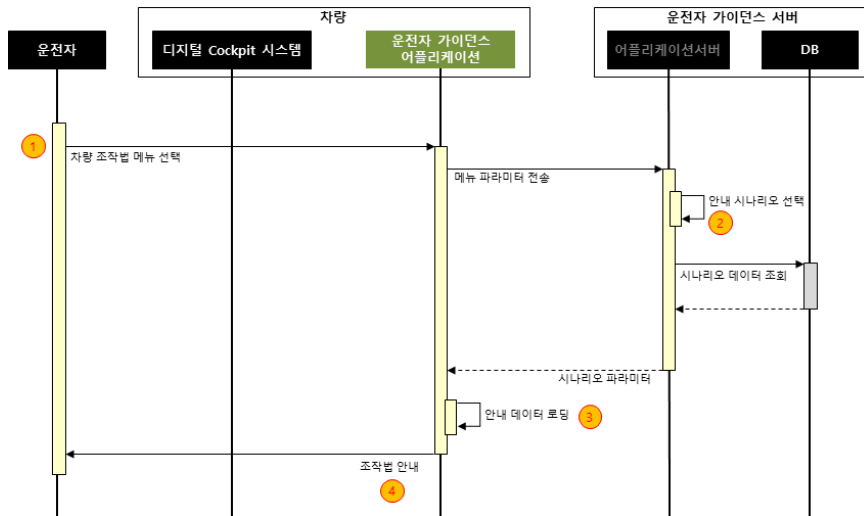 차량
운전자 가이던스 서버
운전자
디지털 Cockpit 시스템
운전자 가이던스
어플리케이션
어플리케이션서버
DB
1
차량 조작법 메뉴 선택
메뉴 파라미터 전송
안내 시나리오 선택
2
시나리오 데이터 조회
시나리오 파라미터
안내 데이터 로딩
3
조작법 안내
4